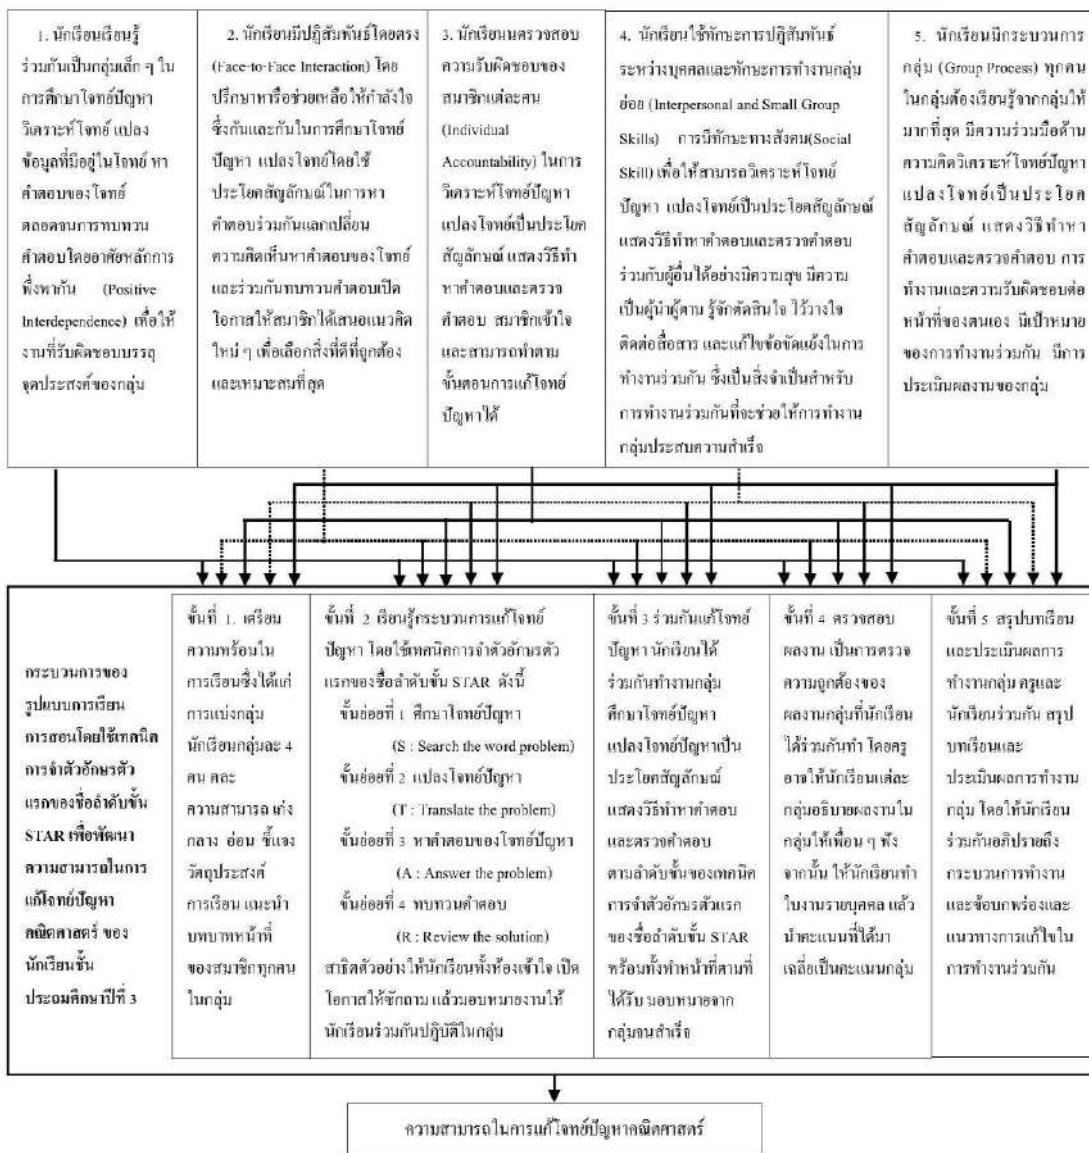 1. นักเรียนเรียนรู้
ร่วมกันเป็นกลุ่มเล็ก ๆ ใน
การศึกษาโจทย์ปัญหา
วิเคราะห์โจทย์ แปลง
ข้อมูลที่มีอยู่ในโจทย์ หา
คำตอบของโจทย์
ตลอดจนการทบทวน
คำตอบโดยอาศัยหลักการ
พึ่งพากัน (Positive
Interdependence) เพื่อให้
งานที่รับผิดชอบบรรลุ
จุดประสงค์ของกลุ่ม
2. นักเรียนมีปฏิสัมพันธ์โดยตรง
(Face-to-Face Interaction) โดย
ปรึกษาหารือช่วยเหลือให้กำลังใจ
ซึ่งกันและกันในการศึกษาโจทย์
ปัญหา แปลงโจทย์โดยใช้
ประโยคสัญลักษณ์ในการหา
คำตอบร่วมกันแลกเปลี่ยน
ความคิดเห็นหาคำตอบของโจทย์
และร่วมกันทบทวนคำตอบเปิด
โอกาสให้สมาชิกได้เสนอแนวคิด
ใหม่ ๆ เพื่อเลือกสิ่งที่ดีที่ถูกต้อง
และเหมาะสมที่สุด
3. นักเรียนนตรวจสอบ
ความรับผิดชอบของ
สมาชิกแต่ละคน
(Individual
Accountability) ในการ
วิเคราะห์โจทย์ปัญหา
แปลงโจทย์เป็นประโยค
สัญลักษณ์ แสดงวิธีทำ
หาคำตอบและตรวจ
คำตอบ สมาชิกเข้าใจ
และสามารถทำตาม
ขั้นตอนการแก้โจทย์
ปัญหาได้
4. นักเรียนใช้ทักษะการปฏิสัมพันธ์
ระหว่างบุคคลและทักษะการทำงานกลุ่ม
ย่อย (Interpersonal and Small Group
Skills) การมีทักษะทางสังคม(Social
Skill) เพื่อให้สามารถวิเคราะห์โจทย์
ปัญหา แปลงโจทย์เป็นประโยคสัญลักษณ์
แสดงวิธีทำหาคำตอบและตรวจคำตอบ
ร่วมกับผู้อื่นได้อย่างมีความสุข มีความ
เป็นผู้นำผู้ตาม รู้จักตัดสินใจ ไว้วางใจ
ติดต่อสื่อสาร และแก้ไขข้อขัดแย้งในการ
ทำงานร่วมกัน ซึ่งเป็นสิ่งจำเป็นสำหรับ
การทำงานร่วมกันที่จะช่วยให้การทำงาน
กลุ่มประสบความสำเร็จ
5. นักเรียนมีกระบวนการ
กลุ่ม (Group Process) ทุกคน
ในกลุ่มต้องเรียนรู้จากกลุ่มให้
มากที่สุด มีความร่วมมือด้าน
ความคิดวิเคราะห์โจทย์ปัญหา
แปลงโจทย์เป็นประโยค
สัญลักษณ์ แสดงวิธีทำหา
คำตอบและตรวจคำตอบ การ
ทำงานและความรับผิดชอบต่อ
หน้าที่ของตนเอง มีเป้าหมาย
ของการทำงานร่วมกัน มีการ
ประเมินผลงานของกลุ่ม
กระบวนการของ
รูปแบบการเรียน
การสอนโดยใช้เทคนิค
การจำตัวอักษรตัว
แรกของชื่อลำดับขั้น
STAR เพื่อพัฒนา
ความสามารถในการ
แก้โจทย์ปัญหา
คณิตศาสตร์ ของ
นักเรียนชั้น
ประถมศึกษาปีที่ 3
ขั้นที่ 1. เตรียม
ความพร้อมใน
การเรียนซึ่งได้แก่
การแบ่งกลุ่ม
นักเรียนกลุ่มละ 4
คน คละ
ความสามารถ เก่ง
กลาง อ่อน ชี้แจง
วัตถุประสงค์
การเรียน แนะนำ
บทบาทหน้าที่
ของสมาชิกทุกคน
ในกลุ่ม
ขั้นที่ 2 เรียนรู้กระบวนการแก้โจทย์
ปัญหา โดยใช้เทคนิคการจำตัวอักษรตัว
แรกของชื่อลำดับขั้น STAR ดังนี้
ขั้นย่อยที่ 1 ศึกษาโจทย์ปัญหา
(S : Search the word problem)
ขั้นย่อยที่ 2 แปลงโจทย์ปัญหา
(T : Translate the problem)
ขั้นย่อยที่ 3 หาคำตอบของโจทย์ปัญหา
(A : Answer the problem)
ขั้นย่อยที่ 4 ทบทวนคำตอบ
(R : Review the solution)
สาธิตตัวอย่างให้นักเรียนทั้งห้องเข้าใจ เปิด
โอกาสให้ซักถาม แล้วมอบหมายงานให้
นักเรียนร่วมกันปฏิบัติในกลุ่ม
ขั้นที่ 3 ร่วมกันแก้โจทย์
ปัญหา นักเรียนได้
ร่วมกันทำงานกลุ่ม
ศึกษาโจทย์ปัญหา
แปลงโจทย์ปัญหาเป็น
ประโยคสัญลักษณ์
แสดงวิธีทำหาคำตอบ
และตรวจคำตอบ
ตามลำดับขั้นของเทคนิค
การจำตัวอักษรตัวแรก
ของชื่อลำดับขั้น STAR
พร้อมทั้งทำหน้าที่ตามที่
ได้รับ มอบหมายจาก
กลุ่มจนสำเร็จ
ขั้นที่ 4 ตรวจสอบ
ผลงาน เป็นการตรวจ
ความถูกต้องของ
ผลงานกลุ่มที่นักเรียน
ได้ร่วมกันทำ โดยครู
อาจให้นักเรียนแต่ละ
กลุ่มอธิบายผลงานใน
กลุ่มให้เพื่อน ๆ ฟัง
จากนั้น ให้นักเรียนทำ
ใบงานรายบุคคล แล้ว
นำคะแนนที่ได้มา
เฉลี่ยเป็นคะแนนกลุ่ม
ขั้นที่ 5 สรุปบทเรียน
และประเมินผลการ
ทำงานกลุ่ม ครูและ
นักเรียนร่วมกัน สรุป
บทเรียนและ
ประเมินผลการทำงาน
กลุ่ม โดยให้นักเรียน
ร่วมกันอภิปรายถึง
กระบวนการทำงาน
และข้อบกพร่องและ
แนวทางการแก้ไขใน
การทำงานร่วมกัน
ความสามารถในการแก้โจทย์ปัญหาคณิตศาสตร์